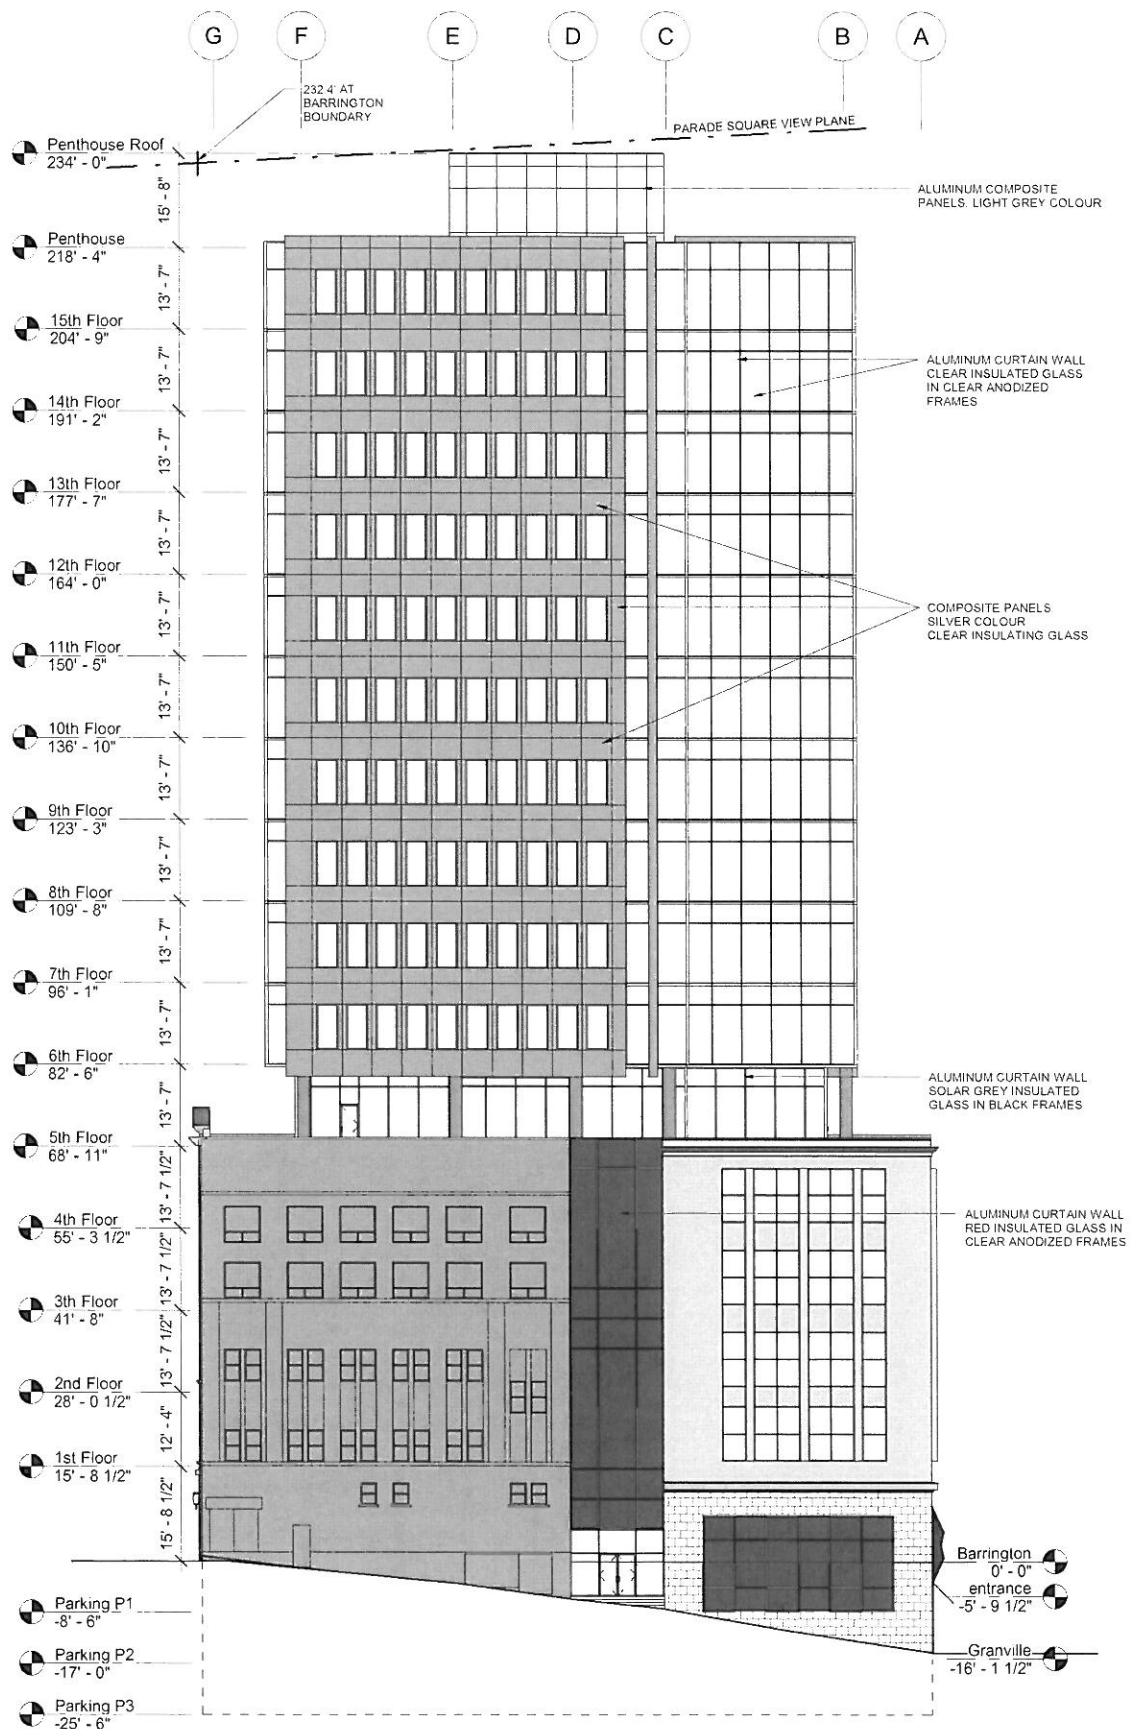 G F E D C B A
232 4' AT
BARRINGTON
BOUNDARY
PARADE SQUARE VIEW PLANE
Penthouse Roof
234' - 0"
15' - 8"
ALUMINUM COMPOSITE
PANELS. LIGHT GREY COLOUR
Penthouse
218' - 4"
13' - 7"
15th Floor
204' - 9"
13' - 7"
ALUMINUM CURTAIN WALL
CLEAR INSULATED GLASS
IN CLEAR ANODIZED
FRAMES
14th Floor
191' - 2"
13' - 7"
13th Floor
177' - 7"
13' - 7"
12th Floor
164' - 0"
13' - 7"
COMPOSITE PANELS
SILVER COLOUR
CLEAR INSULATING GLASS
11th Floor
150' - 5"
13' - 7"
10th Floor
136' - 10"
13' - 7"
9th Floor
123' - 3"
13' - 7"
8th Floor
109' - 8"
13' - 7"
7th Floor
96' - 1"
13' - 7"
6th Floor
82' - 6"
13' - 7"
ALUMINUM CURTAIN WALL
SOLAR GREY INSULATED
GLASS IN BLACK FRAMES
5th Floor
68' - 11"
13' - 7 1/2"
4th Floor
55' - 3 1/2"
13' - 7 1/2"
ALUMINUM CURTAIN WALL
RED INSULATED GLASS IN
CLEAR ANODIZED FRAMES
3th Floor
41' - 8"
13' - 7 1/2"
2nd Floor
28' - 0 1/2"
12' - 4"
1st Floor
15' - 8 1/2"
15' - 8 1/2"
Barrington
0' - 0"
entrance
-5' - 9 1/2"
Parking P1
-8' - 6"
Granville
-16' - 1 1/2"
Parking P2
-17' - 0"
Parking P3
-25' - 6"